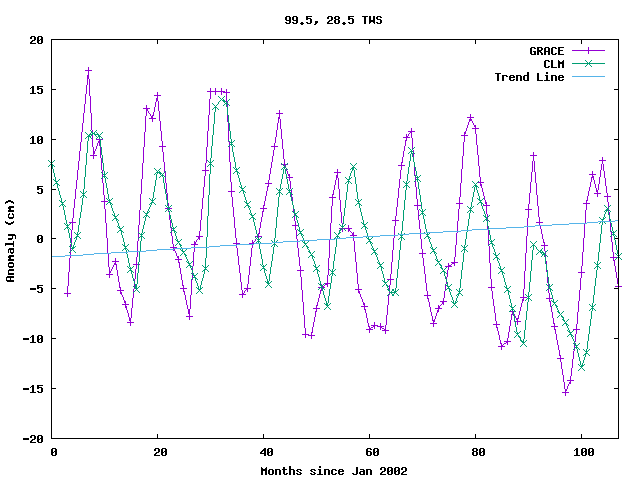 99.5, 28.5 TWS
GRACE
CLM
Trend Line
20
15
10
5
0
-5
-10
-15
-20
Anomaly (cm)
0 20 40 60 80 100
Months since Jan 2002